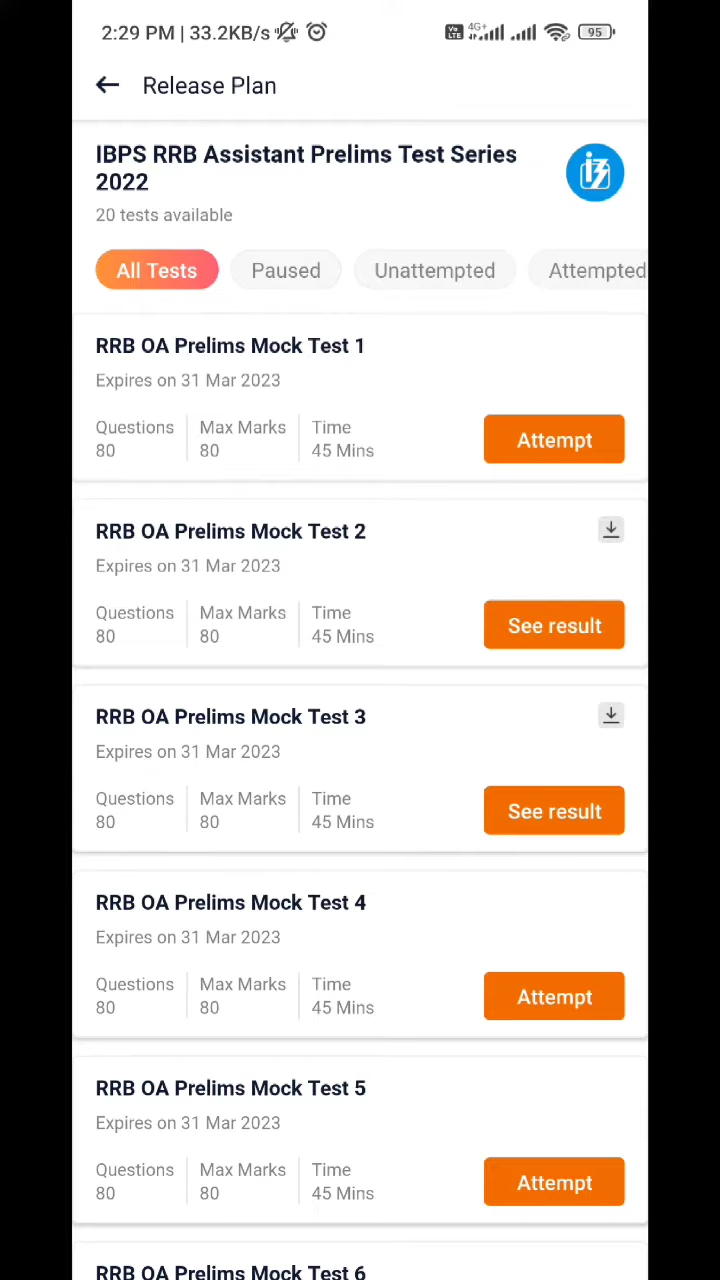 2:29 PM | 33.2KB/s Vo LTE 4G+ 95
Release Plan
IBPS RRB Assistant Prelims Test Series
2022
20 tests available
All Tests Paused Unattempted Attempted
RRB OA Prelims Mock Test 1
Expires on 31 Mar 2023
Questions Max Marks Time
80 80 45 Mins
Attempt
RRB OA Prelims Mock Test 2
Expires on 31 Mar 2023
Questions Max Marks Time
80 80 45 Mins
See result
RRB OA Prelims Mock Test 3
Expires on 31 Mar 2023
Questions Max Marks Time
80 80 45 Mins
See result
RRB OA Prelims Mock Test 4
Expires on 31 Mar 2023
Questions Max Marks Time
80 80 45 Mins
Attempt
RRB OA Prelims Mock Test 5
Expires on 31 Mar 2023
Questions Max Marks Time
80 80 45 Mins
Attempt
RRB OA Prelims Mock Test 6